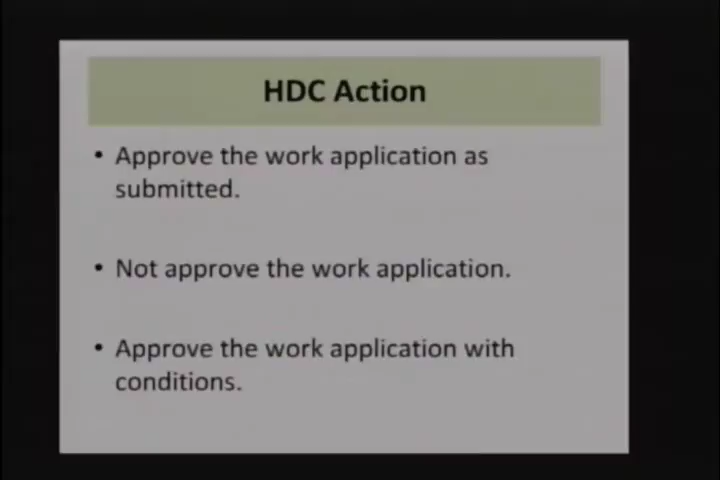 HDC Action
• Approve the work application as
submitted.
• Not approve the work application.
• Approve the work application with
conditions.